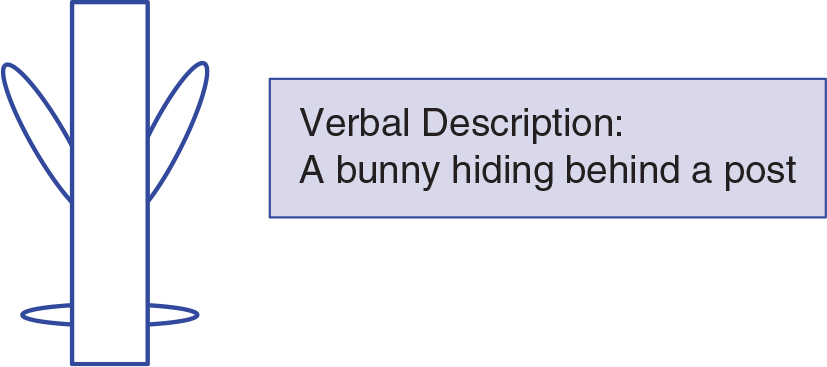 Verbal Description:
A bunny hiding behind a post